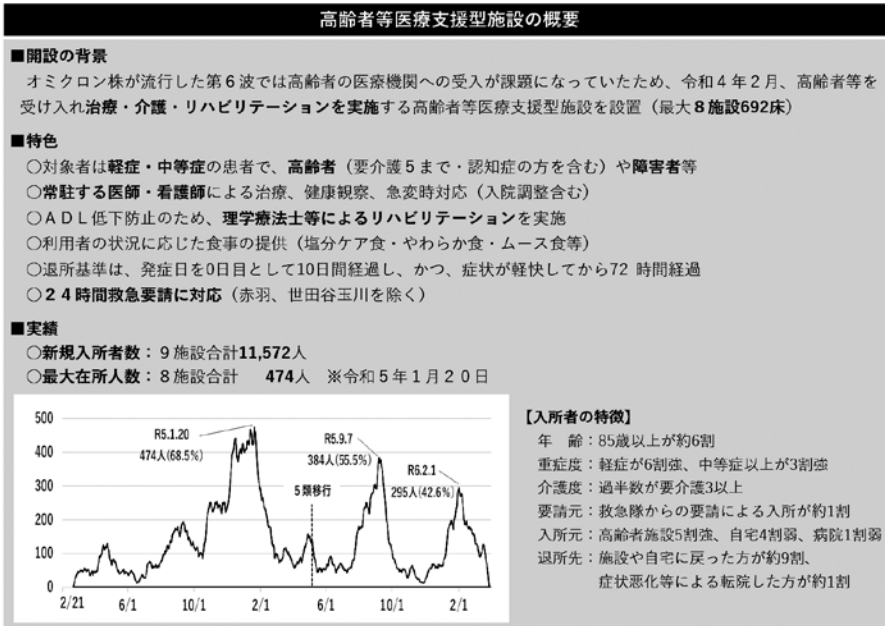 高齢者等医療支援型施設の概要
■開設の背景
オミクロン株が流行した第6波では高齢者の医療機関への受入が課題になっていたため、令和4年2月、高齢者等を
受け入れ治療・介護・リハビリテーションを実施する高齢者等医療支援型施設を設置（最大8施設692床）
■特色
○対象者は軽症・中等症の患者で、高齢者（要介護5まで・認知症の方を含む）や障害者等
○常駐する医師・看護師による治療、健康観察、急変時対応（入院調整含む）
○ＡＤＬ低下防止のため、理学療法士等によるリハビリテーションを実施
○利用者の状況に応じた食事の提供（塩分ケア食・やわらか食・ムース食等）
○退所基準は、発症日を0日目として10日間経過し、かつ、症状が軽快してから72 時間経過
○２４時間救急要請に対応（赤羽、世田谷玉川を除く）
■実績
○新規入所者数：９施設合計11,572人
○最大在所人数：８施設合計 474人 ※令和５年１月２０日
500
400
300
200
100
0
R5.1.20
474人(68.5%)
5類移行
R5.9.7
384人(55.5%)
R6.2.1
295人(42.6%)
2/21 6/1 10/1 2/1 6/1 10/1 2/1
【入所者の特徴】
年 齢：85歳以上が約6割
重症度：軽症が6割強、中等症以上が3割強
介護度：過半数が要介護3以上
要請元：救急隊からの要請による入所が約1割
入所元：高齢者施設5割強、自宅4割弱、病院1割弱
退所先：施設や自宅に戻った方が約9割、
症状悪化等による転院した方が約1割